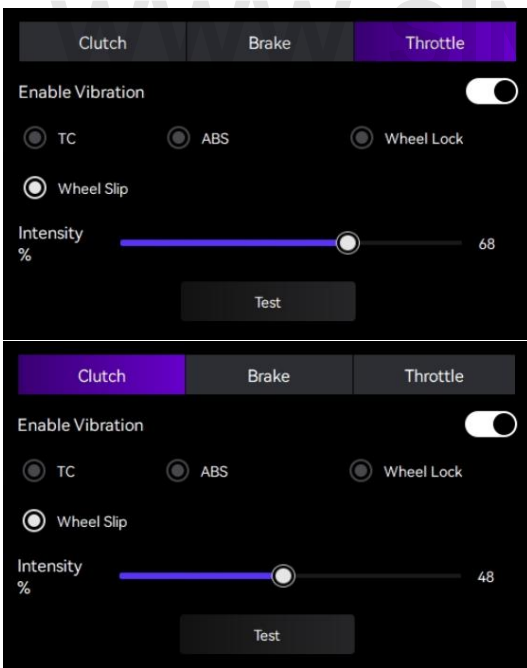 Clutch Brake Throttle
Enable Vibration
TC ABS Wheel Lock
Wheel Slip
Intensity
% 68
Test
Clutch Brake Throttle
Enable Vibration
TC ABS Wheel Lock
Wheel Slip
Intensity
% 48
Test